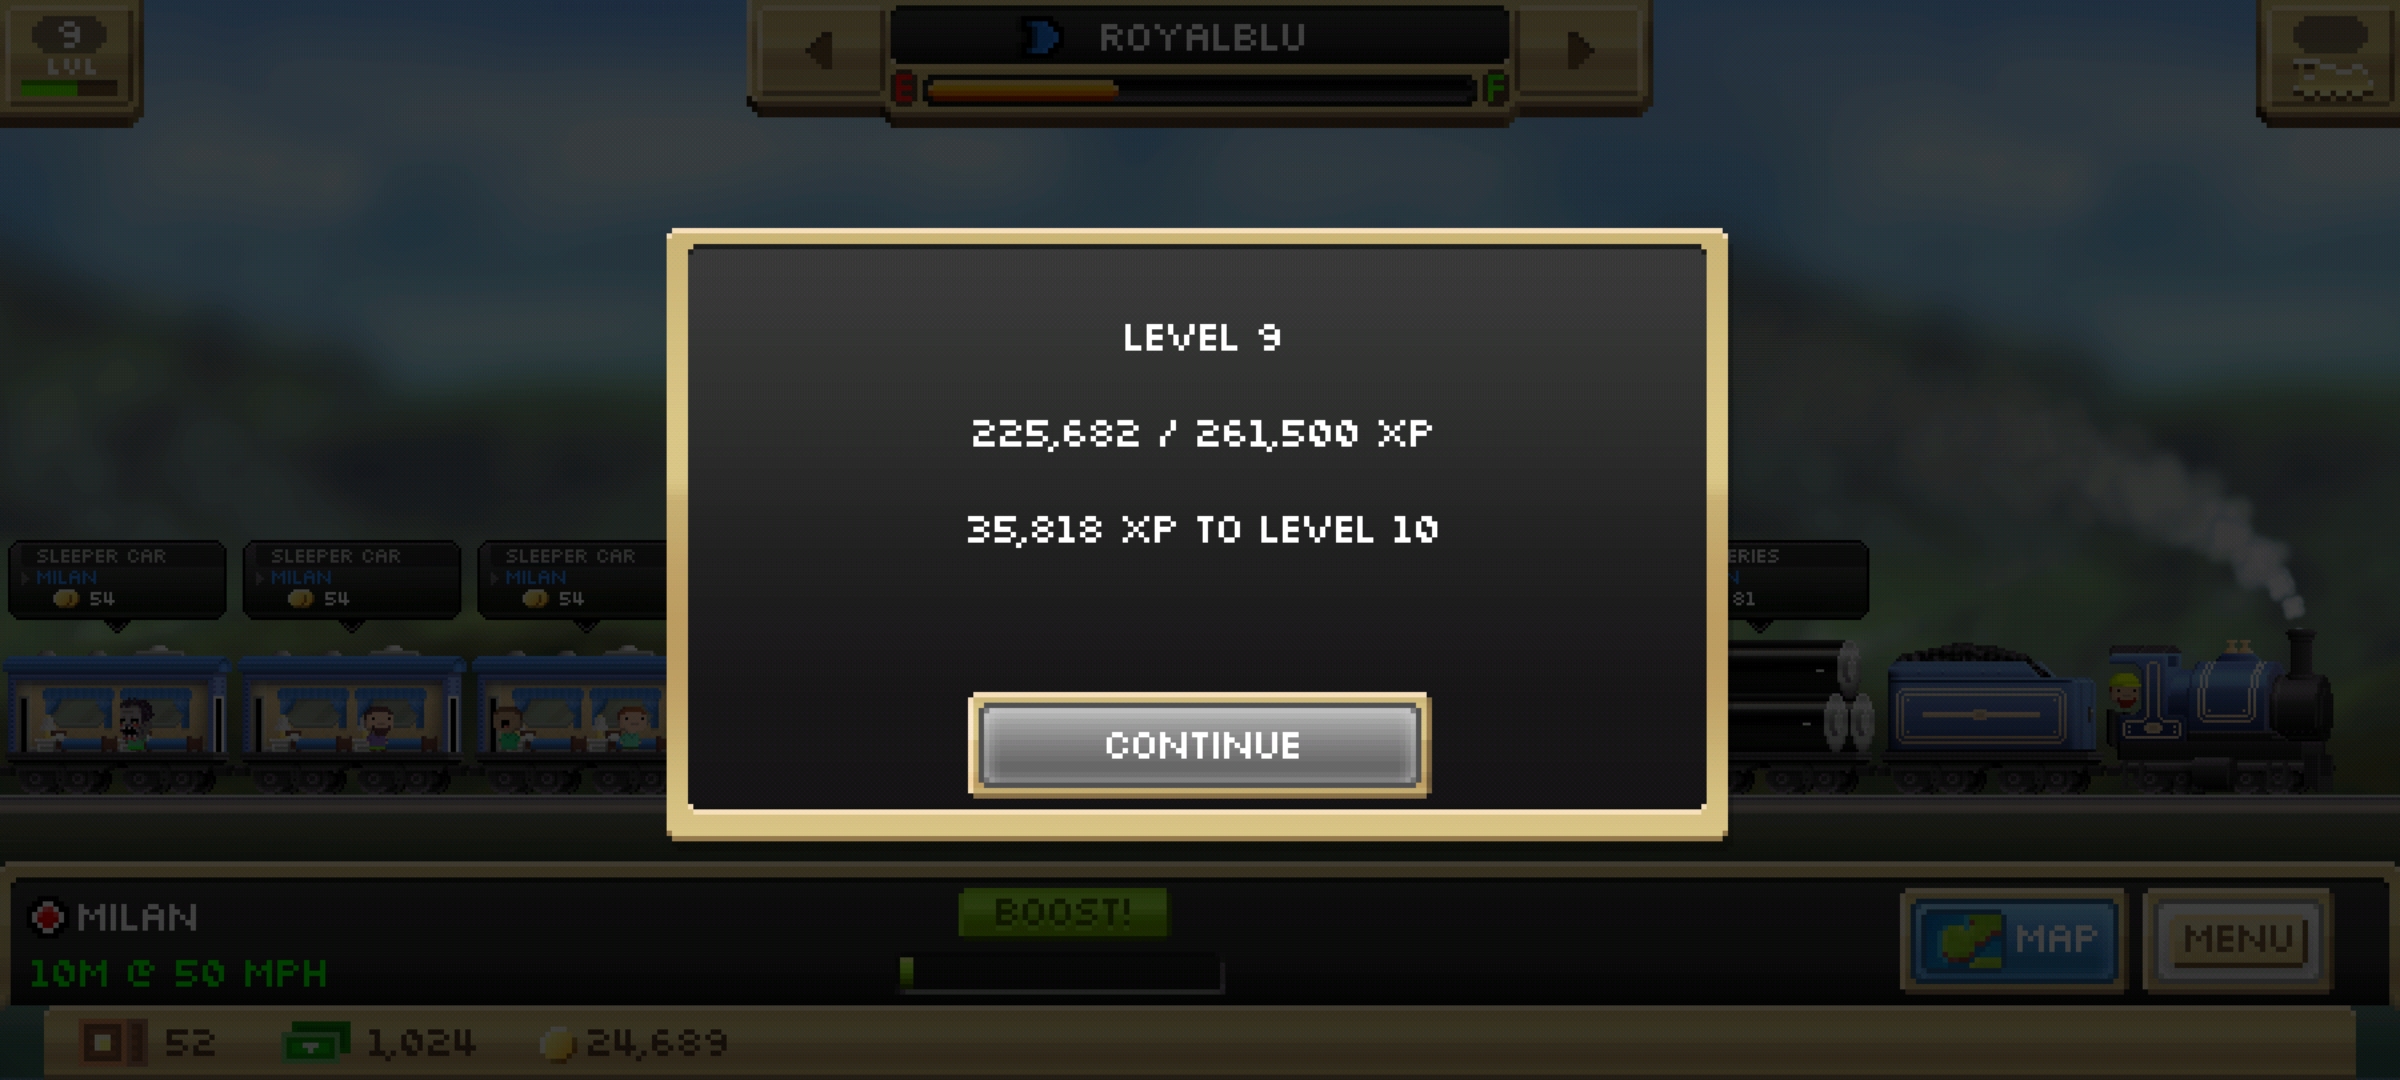 9
LVL
ROYALBLU
E F
LEVEL 9
225,682 / 261,500 XP
35,818 XP TO LEVEL 10
CONTINUE
SLEEPER CAR
MILAN
54
SLEEPER CAR
MILAN
54
SLEEPER CAR
MILAN
54
ERIES
N
81
MILAN
10M @ 50 MPH
BOOST!
MAP
MENU
52
1,024
24,689